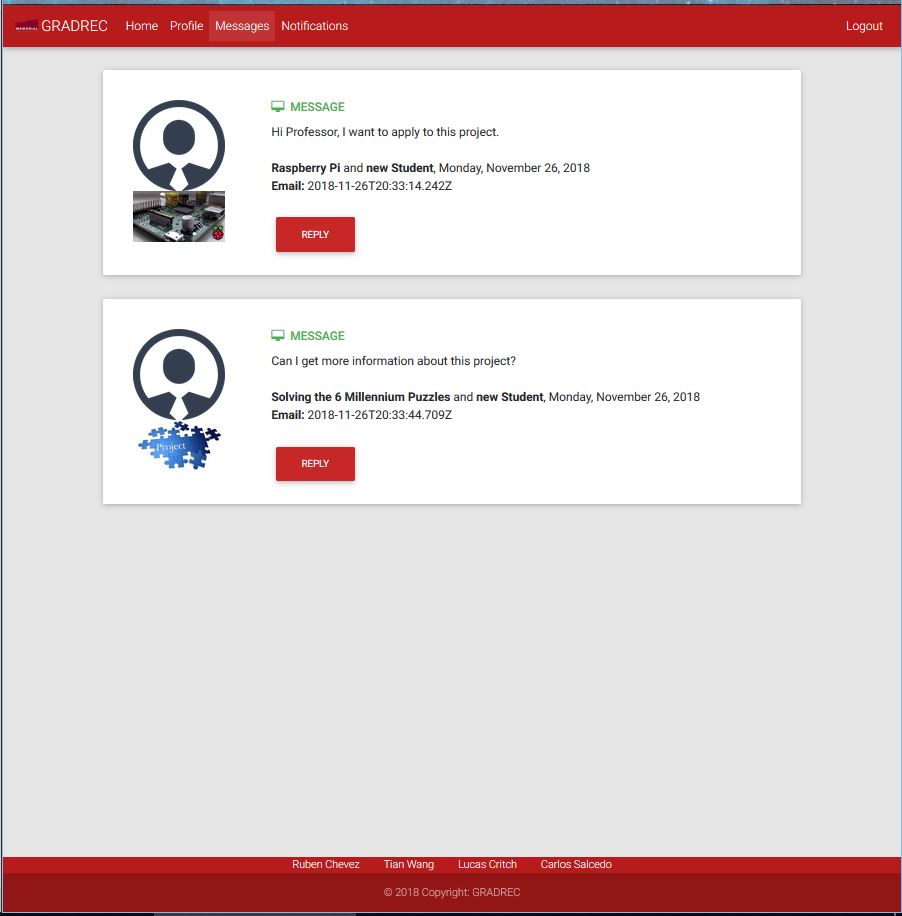 MEMORIAL GRADREC Home Profile Messages Notifications Logout
MESSAGE
Hi Professor, I want to apply to this project.
Raspberry Pi and new Student, Monday, November 26, 2018
Email: 2018-11-26T20:33:14.242Z
REPLY
MESSAGE
Can I get more information about this project?
Solving the 6 Millennium Puzzles and new Student, Monday, November 26, 2018
Email: 2018-11-26T20:33:44.709Z
Project
REPLY
Ruben Chevez Tian Wang Lucas Critch Carlos Salcedo
© 2018 Copyright: GRADREC